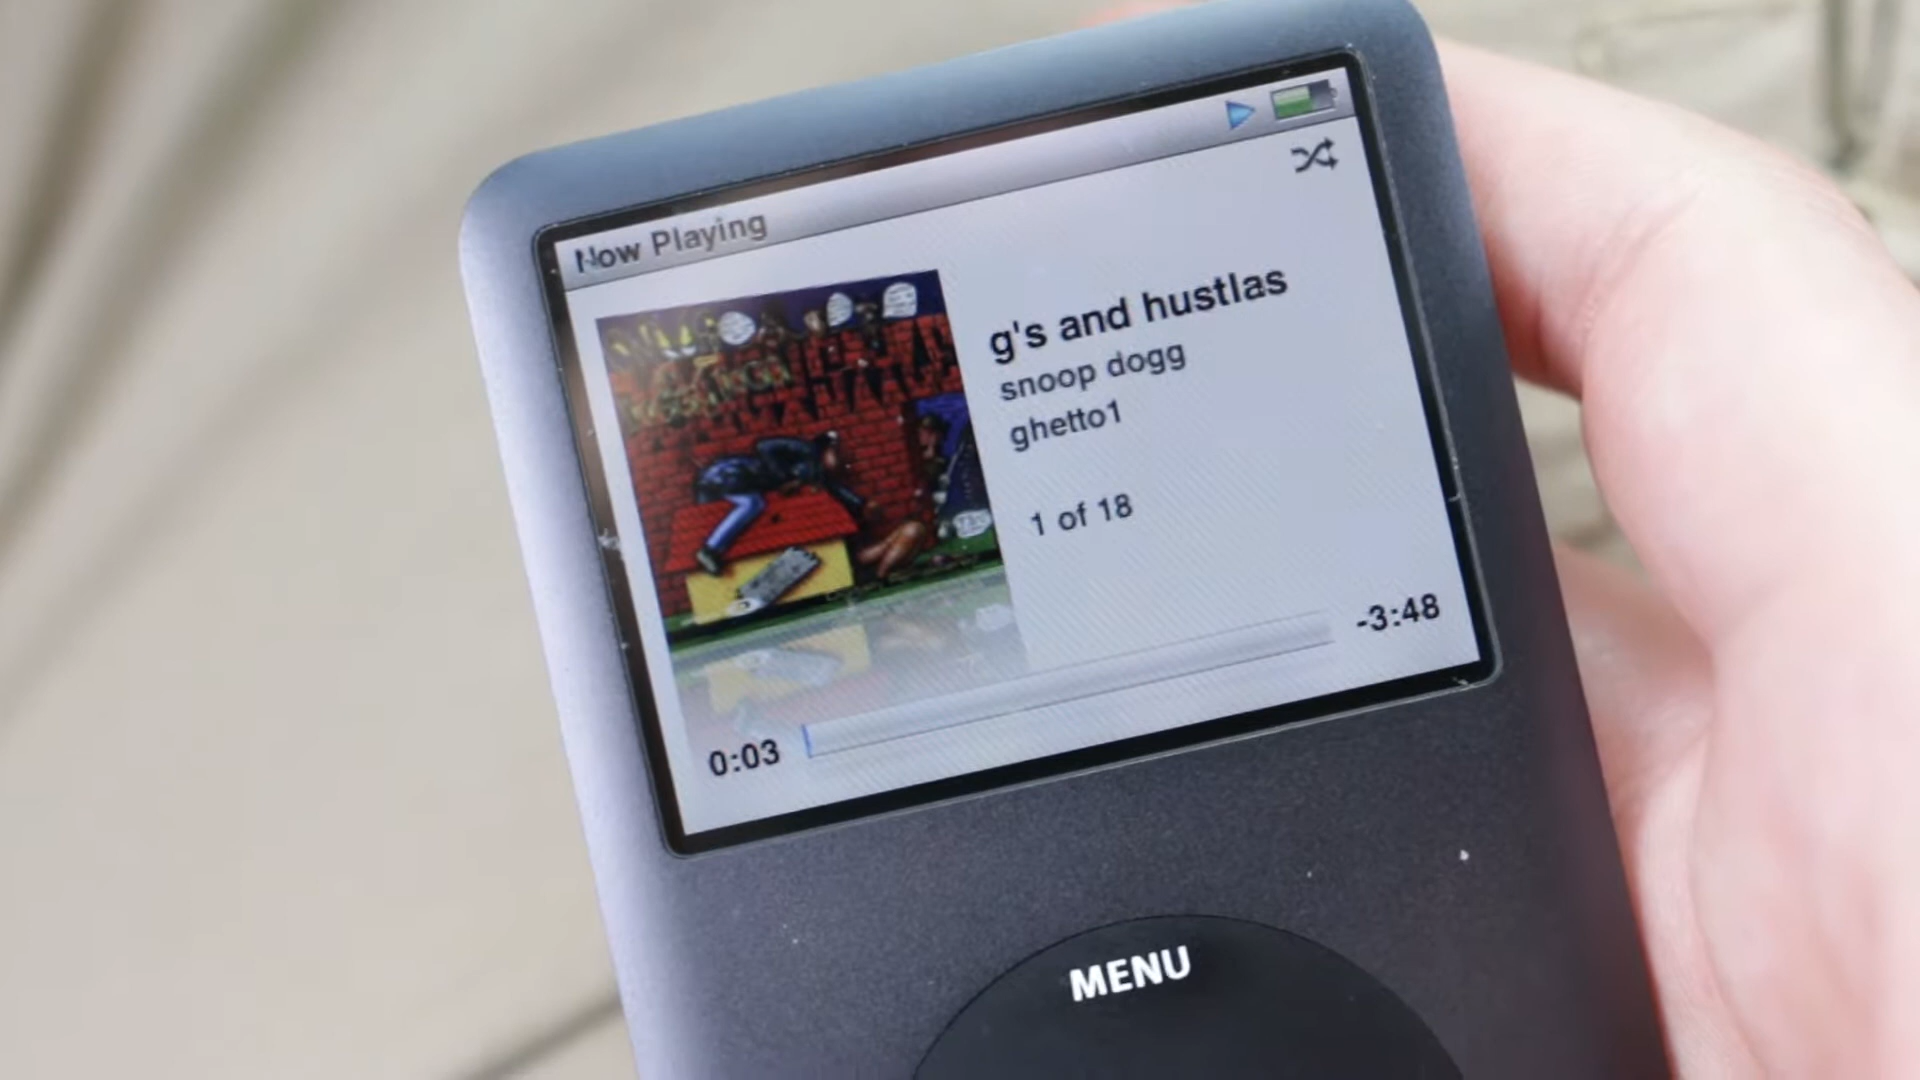 Now Playing
g's and hustlas
snoop dogg
ghetto1
1 of 18
0:03
-3:48
MENU